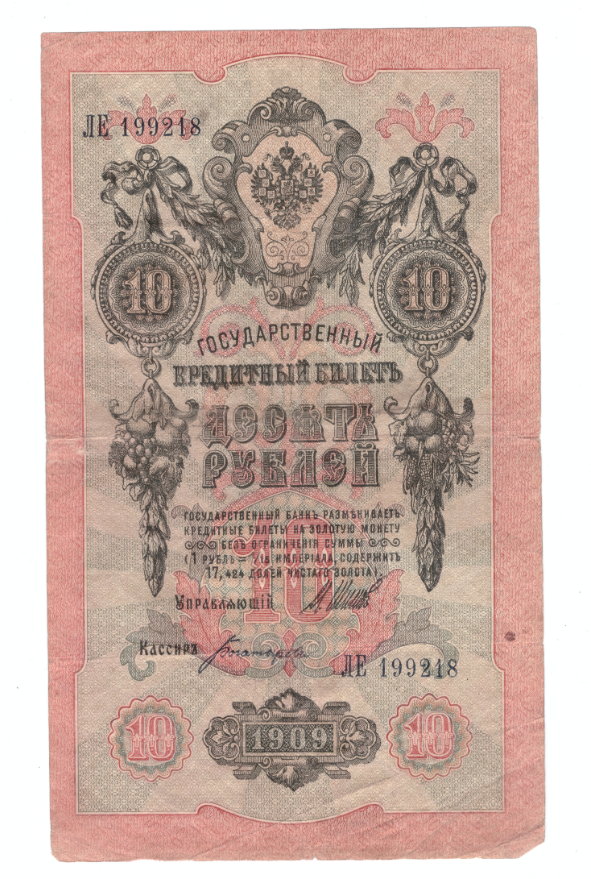 ЛЕ 199218
10 10
ГОСУДАРСТВЕННЫЙ
КРЕДИТНЫЙ БИЛЕТЪ
ДЕСЯТЬ
РУБЛЕЙ
ГОСУДАРСТВЕННЫЙ БАНКЪ РАЗМѢНИВАЕТЪ
КРЕДИТНЫЕ БИЛЕТЫ НА ЗОЛОТУЮ МОНЕТУ
БЕЗЪ ОГРАНИЧЕНІЯ СУММЫ
(1 РУБЛЬ = 1/15 ИМПЕРІАЛА, СОДЕРЖИТЪ
17,424 ДОЛЕЙ ЧИСТАГО ЗОЛОТА).
10
УПРАВЛЯЮЩІЙ
КАССИРЪ
ЛЕ 199218
10 1909 10